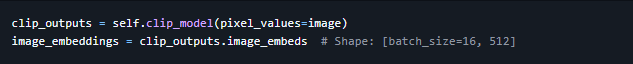 clip_outputs = self.clip_model(pixel_values=image)
image_embeddings = clip_outputs.image_embeds  # Shape: [batch_size=16, 512]